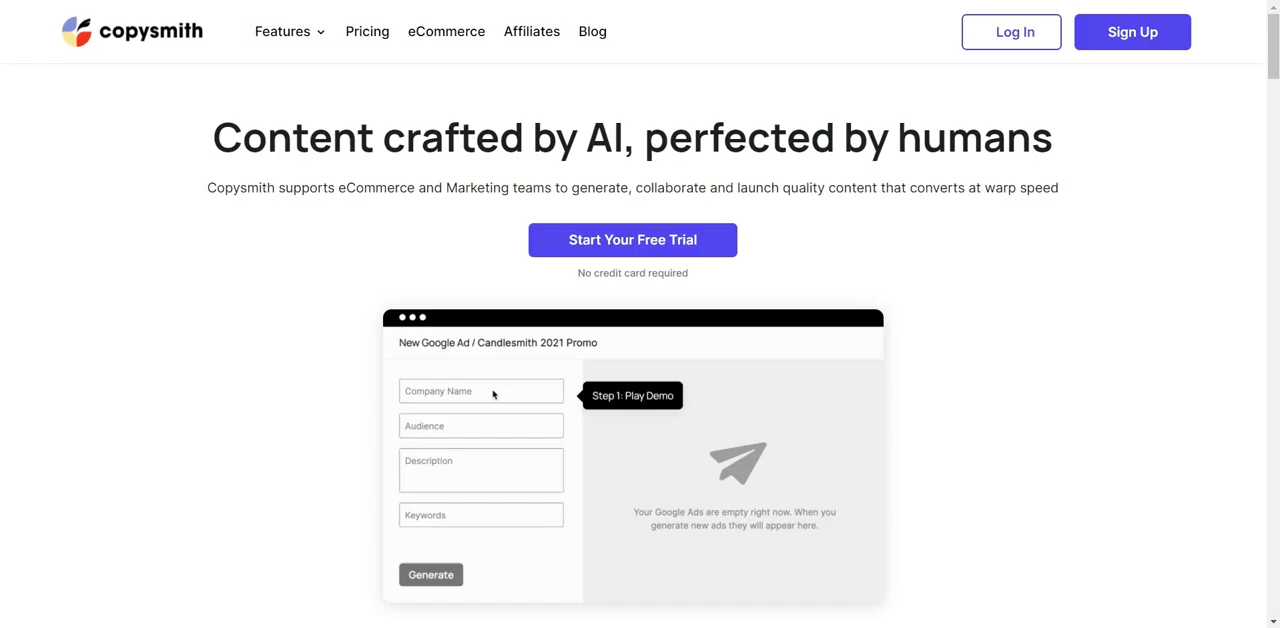 copysmith
Features
Pricing
eCommerce
Affiliates
Blog
Log In
Sign Up
Content crafted by AI, perfected by humans
Copysmith supports eCommerce and Marketing teams to generate, collaborate and launch quality content that converts at warp speed
Start Your Free Trial
No credit card required
New Google Ad / Candlesmith 2021 Promo
Company Name
Step 1: Play Demo
Audience
Description
Keywords
Your Google Ads are empty right now. When you
generate new ads they will appear here.
Generate